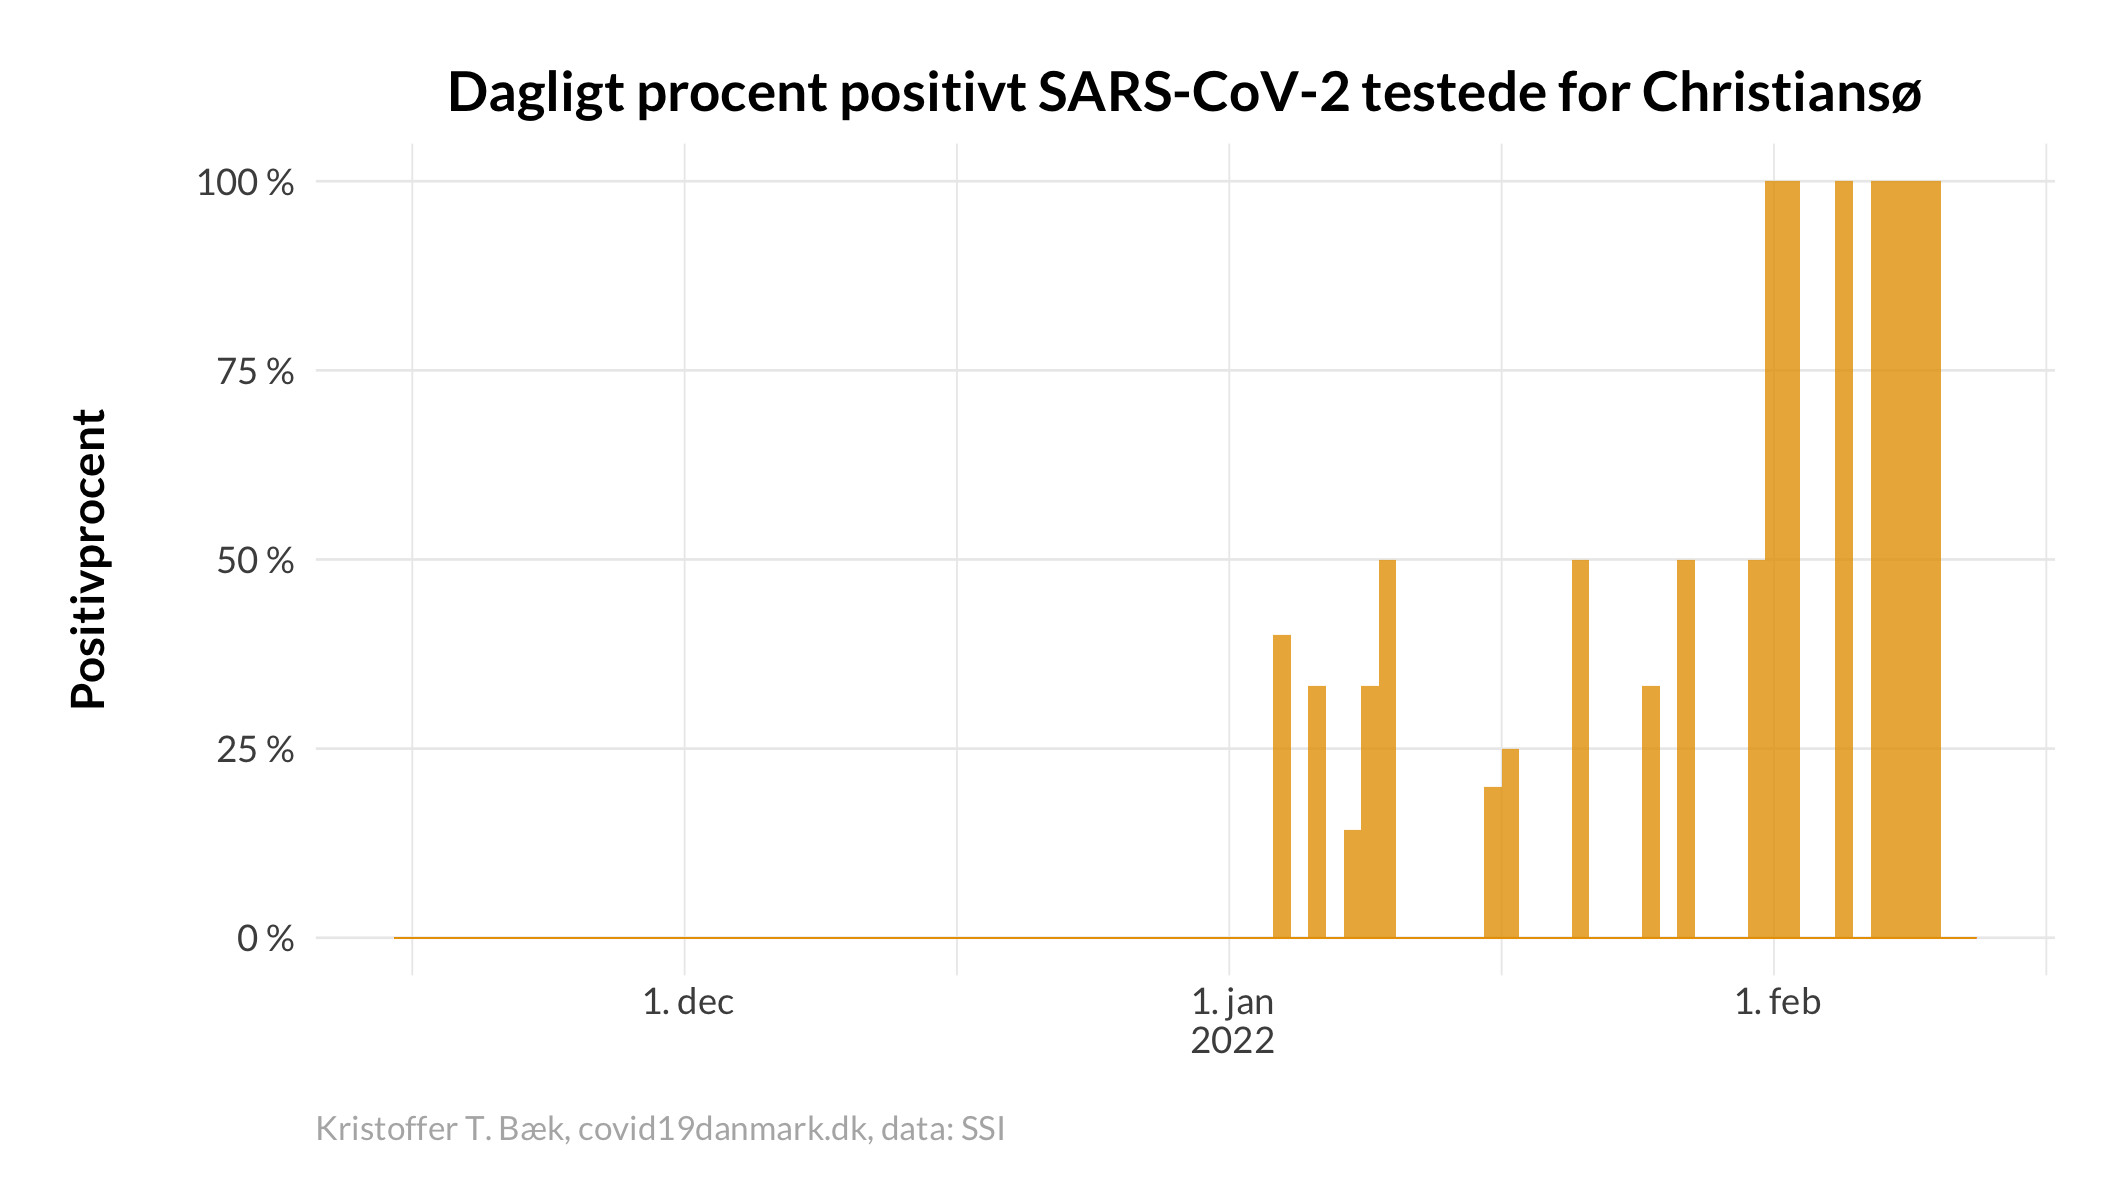 Dagligt procent positivt SARS-CoV-2 testede for Christiansø
Positivprocent
100 %
75 %
50 %
25 %
0 %
1. dec
1. jan
2022
1. feb
Kristoffer T. Bæk, covid19danmark.dk, data: SSI